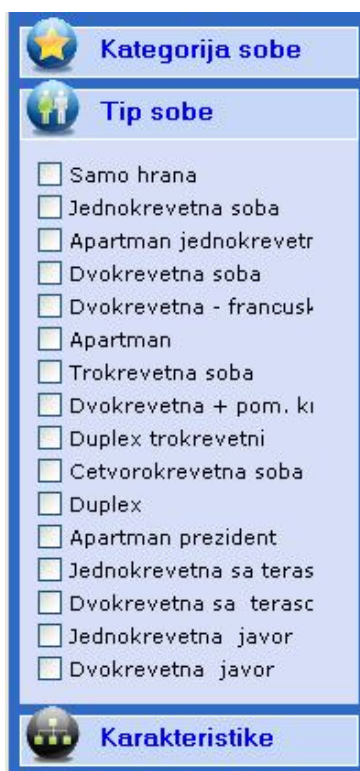 Kategorija sobe
Tip sobe
Samo hrana
Jednokrevetna soba
Apartman jednokrevetr
Dvokrevetna soba
Dvokrevetna - francusk
Apartman
Trokrevetna soba
Dvokrevetna + pom. kr
Duplex trokrevetni
Cetvorokrevetna soba
Duplex
Apartman prezident
Jednokrevetna sa teras
Dvokrevetna sa terasc
Jednokrevetna javor
Dvokrevetna javor
Karakteristike